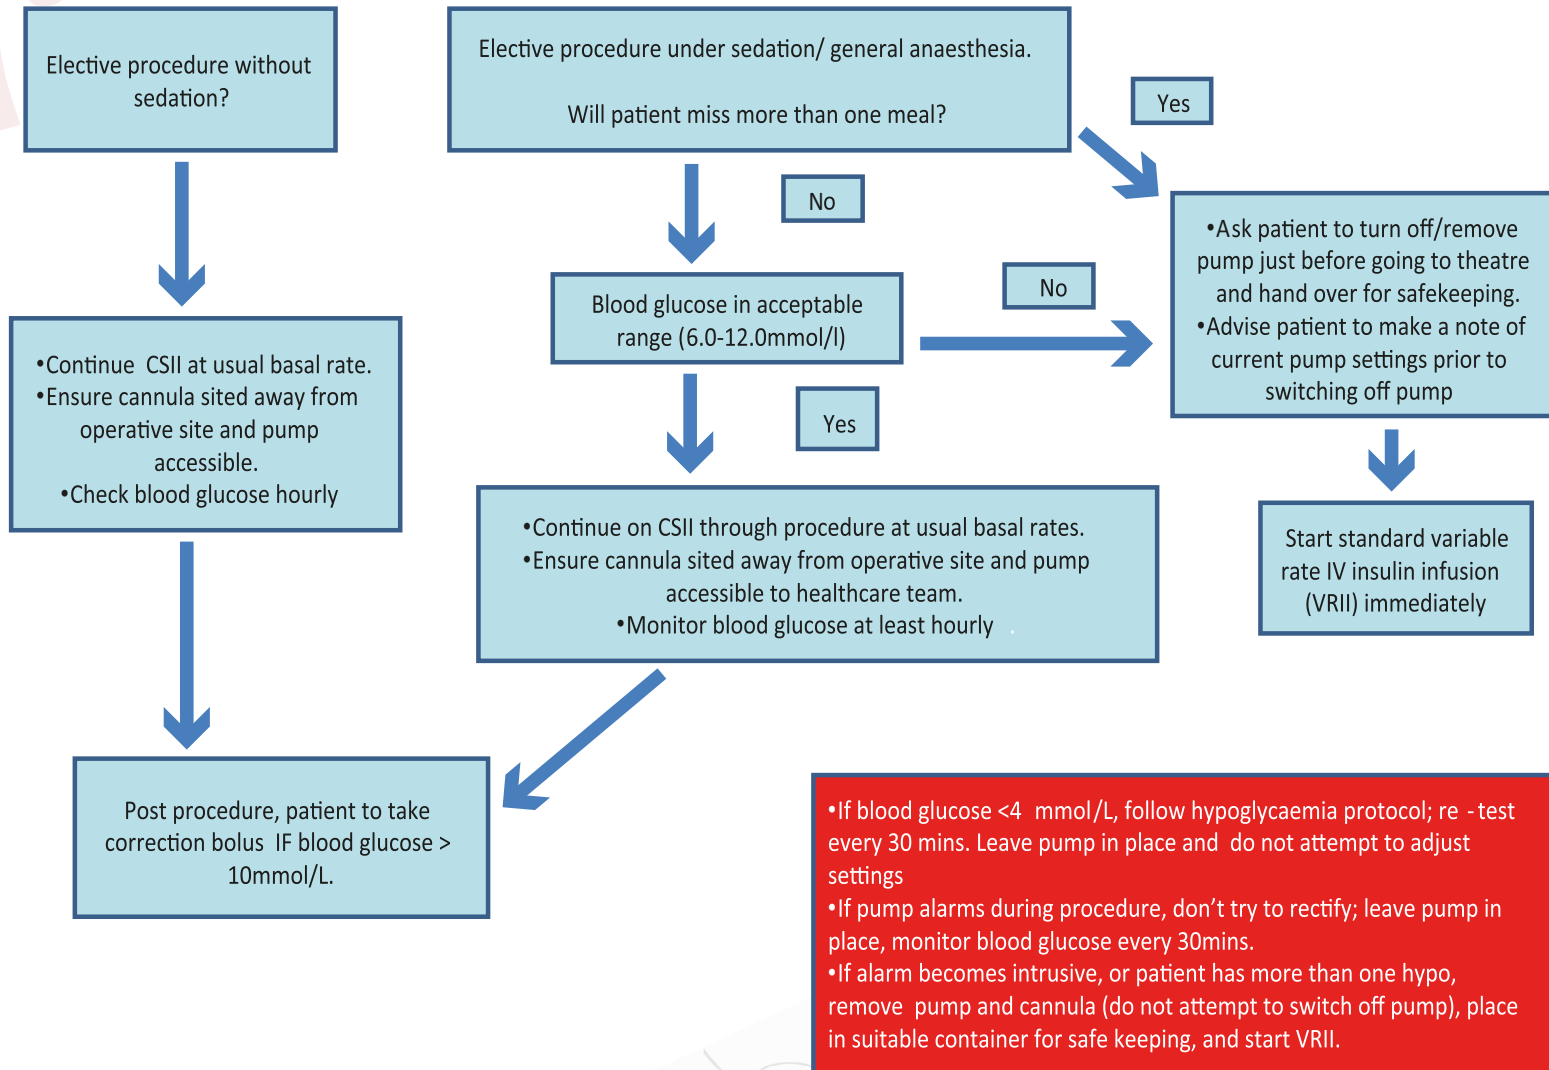 Elective procedure without
sedation?
Elective procedure under sedation/ general anaesthesia.
Will patient miss more than one meal?
Yes
No
•Ask patient to turn off/remove
pump just before going to theatre
and hand over for safekeeping.
•Advise patient to make a note of
current pump settings prior to
switching off pump
Blood glucose in acceptable
range (6.0-12.0mmol/l)
No
•Continue CSII at usual basal rate.
•Ensure cannula sited away from
operative site and pump
accessible.
•Check blood glucose hourly
Yes
•Continue on CSII through procedure at usual basal rates.
•Ensure cannula sited away from operative site and pump
accessible to healthcare team.
•Monitor blood glucose at least hourly .
Start standard variable
rate IV insulin infusion
(VRII) immediately
Post procedure, patient to take
correction bolus IF blood glucose >
10mmol/L.
•If blood glucose <4 mmol/L, follow hypoglycaemia protocol; re - test
every 30 mins. Leave pump in place and do not attempt to adjust
settings
•If pump alarms during procedure, don’t try to rectify; leave pump in
place, monitor blood glucose every 30mins.
•If alarm becomes intrusive, or patient has more than one hypo,
remove pump and cannula (do not attempt to switch off pump), place
in suitable container for safe keeping, and start VRII.